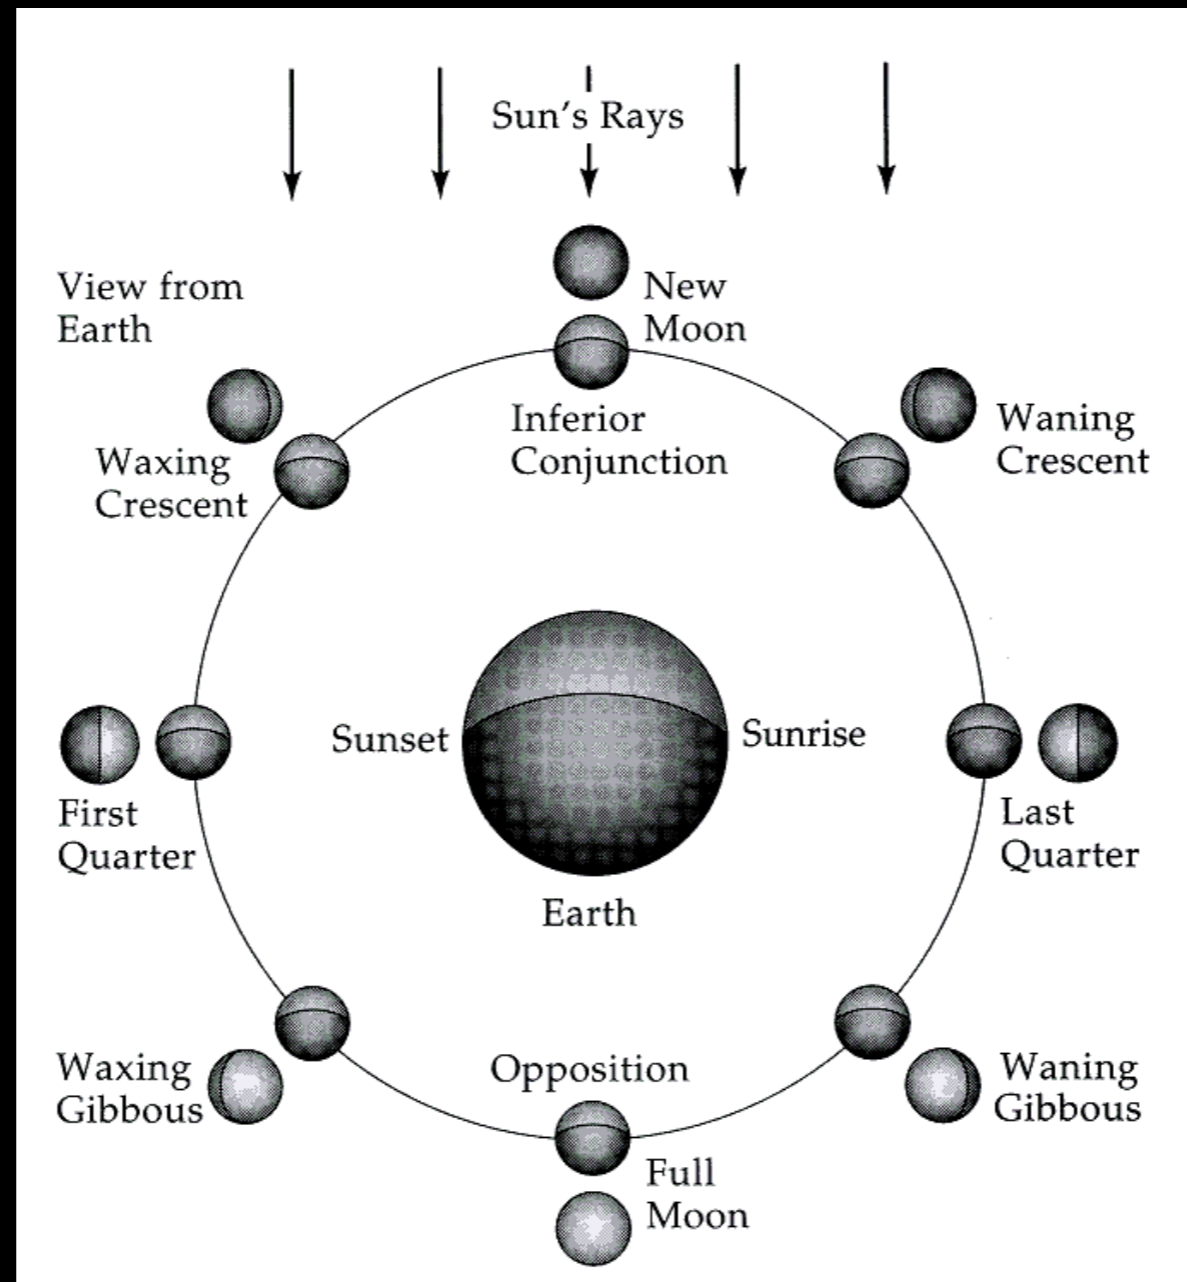 Sun's Rays
View from
Earth
New
Moon
Inferior
Conjunction
Waxing
Crescent
Waning
Crescent
Sunset
Sunrise
First
Quarter
Last
Quarter
Earth
Waxing
Gibbous
Opposition
Waning
Gibbous
Full
Moon